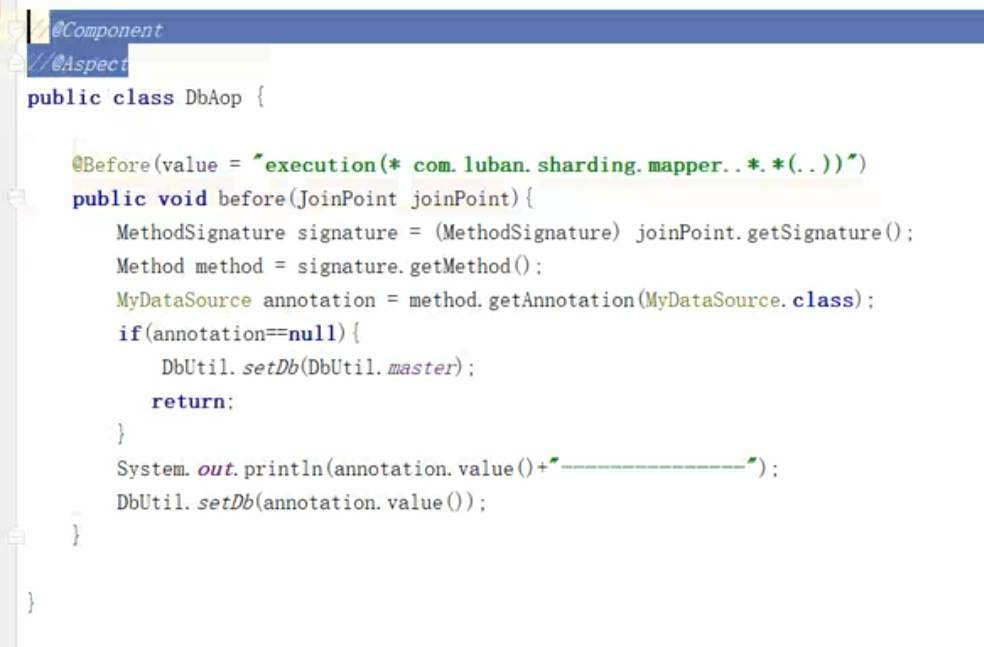 //@Component
//@Aspect
public class DbAop {
@Before(value = "execution(* com.luban.sharding.mapper..*.*(..))")
public void before(JoinPoint joinPoint){
MethodSignature signature = (MethodSignature) joinPoint.getSignature();
Method method = signature.getMethod();
MyDataSource annotation = method.getAnnotation(MyDataSource.class);
if(annotation==null){
DbUtil.setDb(DbUtil.master);
return;
}
System.out.println(annotation.value()+"---------------");
DbUtil.setDb(annotation.value());
}
}